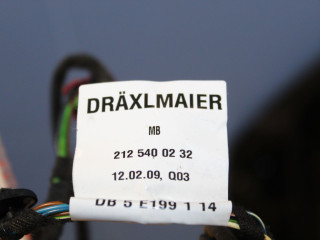 DRÄXLMAIER
MB
212 540 02 32
12.02.09, Q03
DB 5 E199 1 14